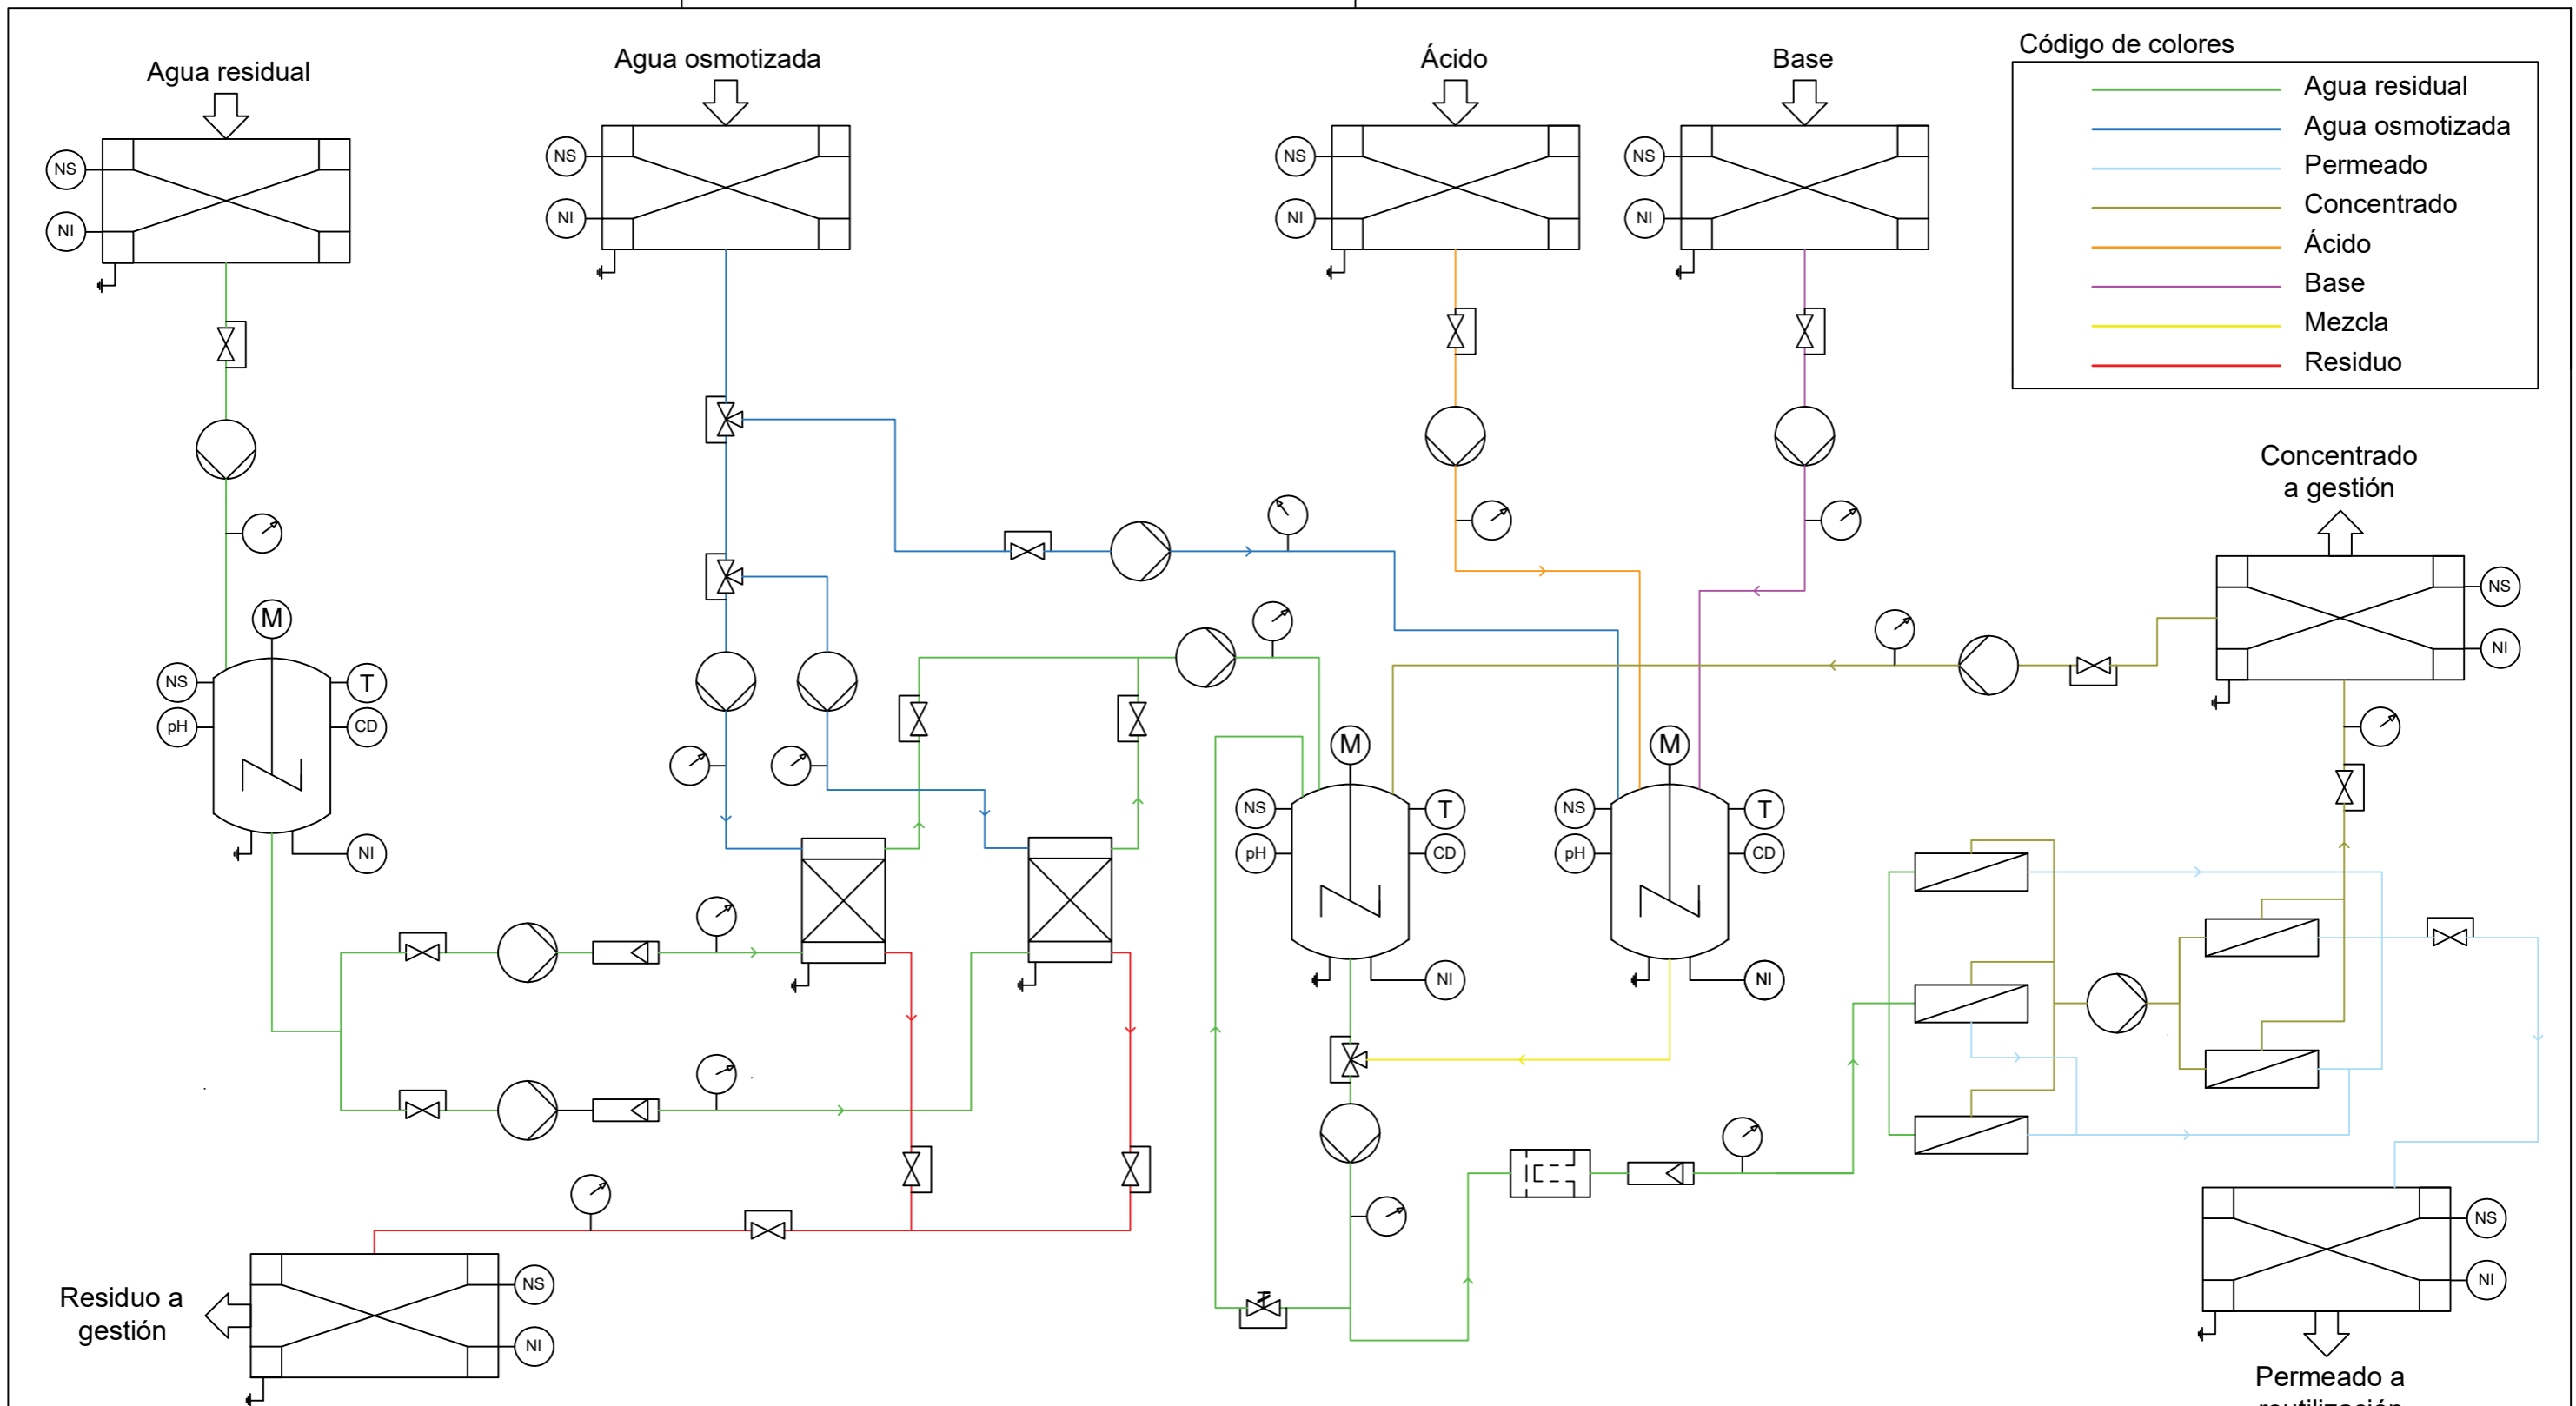 Agua residual
Agua osmotizada
Ácido
Base
Código de colores
Agua residual
Agua osmotizada
Permeado
Concentrado
Ácido
Base
Mezcla
Residuo
NS
NI
NS
NI
NS
NI
NS
NI
Concentrado
a gestión
NS
NI
M
NS
T
pH
CD
NI
M
NS
T
pH
CD
NI
M
NS
T
pH
CD
NI
NS
NI
Residuo a
gestión
NS
NI
Permeado a
reutilización